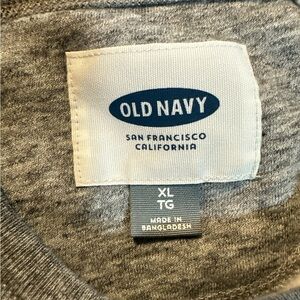 OLD NAVY
SAN FRANCISCO
CALIFORNIA
XL
TG
MADE IN
BANGLADESH